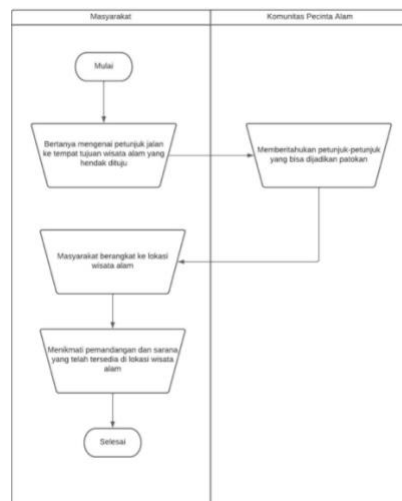 Masyarakat
Komunitas Pecinta Alam
Mulai
Bertanya mengenai petunjuk jalan
ke tempat tujuan wisata alam yang
hendak dituju
Memberitahukan petunjuk-petunjuk
yang bisa dijadikan patokan
Masyarakat berangkat ke lokasi
wisata alam
Menikmati pemandangan dan sarana
yang telah tersedia di lokasi wisata
alam
Selesai